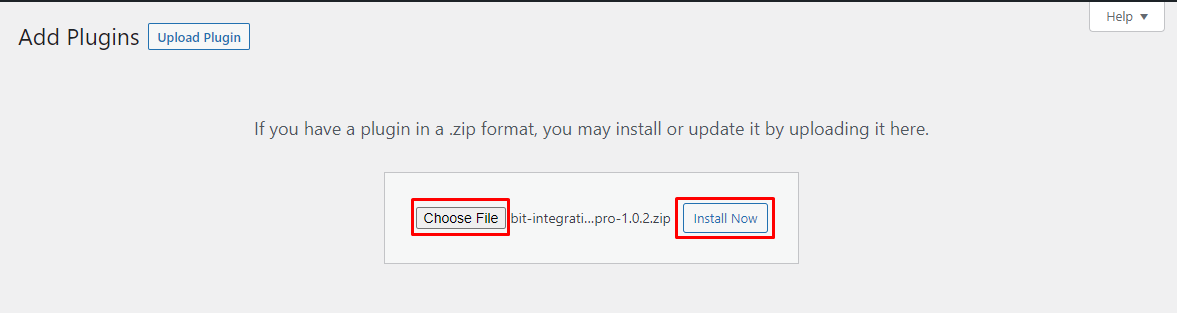 Help ▼
Add Plugins Upload Plugin
If you have a plugin in a .zip format, you may install or update it by uploading it here.
Choose File bit-integrati...pro-1.0.2.zip Install Now